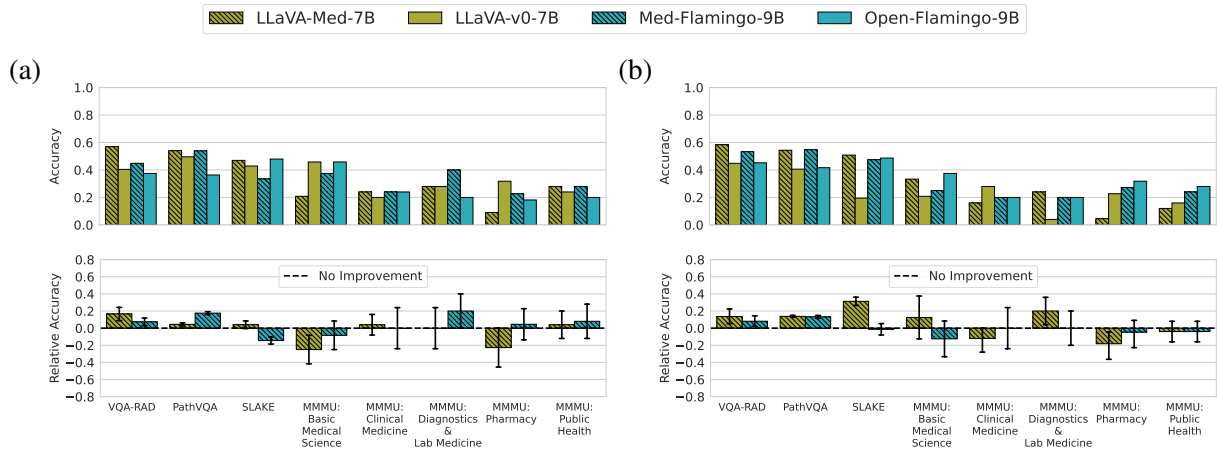 LLaVA-Med-7B LLaVA-v0-7B Med-Flamingo-9B Open-Flamingo-9B
(a)
Accuracy
1.0
0.8
0.6
0.4
0.2
0.0
Relative Accuracy
0.8
0.6
0.4
0.2
0.0
−0.2
−0.4
−0.6
−0.8
No Improvement
VQA-RAD PathVQA SLAKE MMMU: MMMU: MMMU: MMMU: MMMU:
Basic Clinical Diagnostics Pharmacy Public
Medical Medicine & Health
Science Lab Medicine
(b)
Accuracy
1.0
0.8
0.6
0.4
0.2
0.0
Relative Accuracy
0.8
0.6
0.4
0.2
0.0
−0.2
−0.4
−0.6
−0.8
No Improvement
VQA-RAD PathVQA SLAKE MMMU: MMMU: MMMU: MMMU: MMMU:
Basic Clinical Diagnostics Pharmacy Public
Medical Medicine & Health
Science Lab Medicine